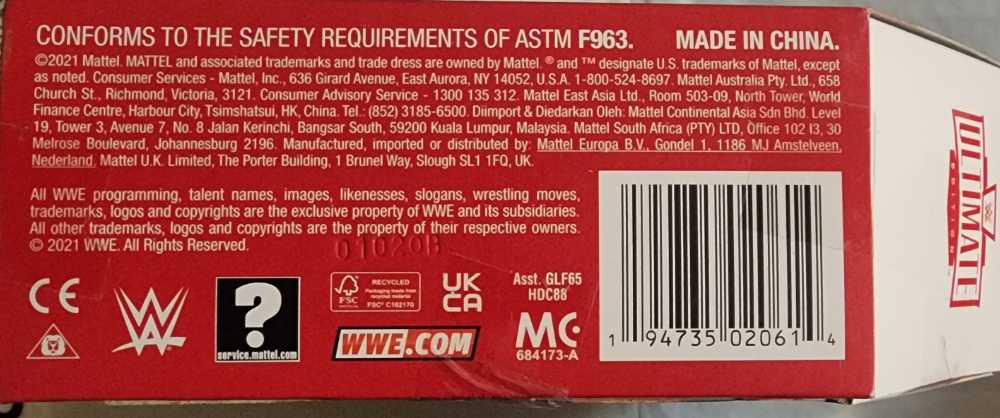 CONFORMS TO THE SAFETY REQUIREMENTS OF ASTM F963. MADE IN CHINA.
©2021 Mattel. MATTEL and associated trademarks and trade dress are owned by Mattel. ® and ™ designate U.S. trademarks of Mattel, except
as noted. Consumer Services - Mattel, Inc., 636 Girard Avenue, East Aurora, NY 14052, U.S.A. 1-800-524-8697. Mattel Australia Pty. Ltd., 658
Church St., Richmond, Victoria, 3121. Consumer Advisory Service - 1300 135 312. Mattel East Asia Ltd., Room 503-09, North Tower, World
Finance Centre, Harbour City, Tsimshatsui, HK, China. Tel.: (852) 3185-6500. Diimport & Diedarkan Oleh: Mattel Continental Asia Sdn Bhd. Level
19, Tower 3, Avenue 7, No. 8 Jalan Kerinchi, Bangsar South, 59200 Kuala Lumpur, Malaysia. Mattel South Africa (PTY) LTD, Office 102 I3, 30
Melrose Boulevard, Johannesburg 2196. Manufactured, imported or distributed by: Mattel Europa B.V., Gondel 1, 1186 MJ Amstelveen,
Nederland. Mattel U.K. Limited, The Porter Building, 1 Brunel Way, Slough SL1 1FQ, UK.
All WWE programming, talent names, images, likenesses, slogans, wrestling moves,
trademarks, logos and copyrights are the exclusive property of WWE and its subsidiaries.
All other trademarks, logos and copyrights are the property of their respective owners.
© 2021 WWE. All Rights Reserved.
01020B
CE
W
?
service.mattel.com
FSC
RECYCLED
Packaging made from
recycled material
FSC® C162170
UK
CA
WWE.COM
Asst. GLF65
HDC88
MC
684173-A
1 94735 02061 4
ULTIMATE
EDITION